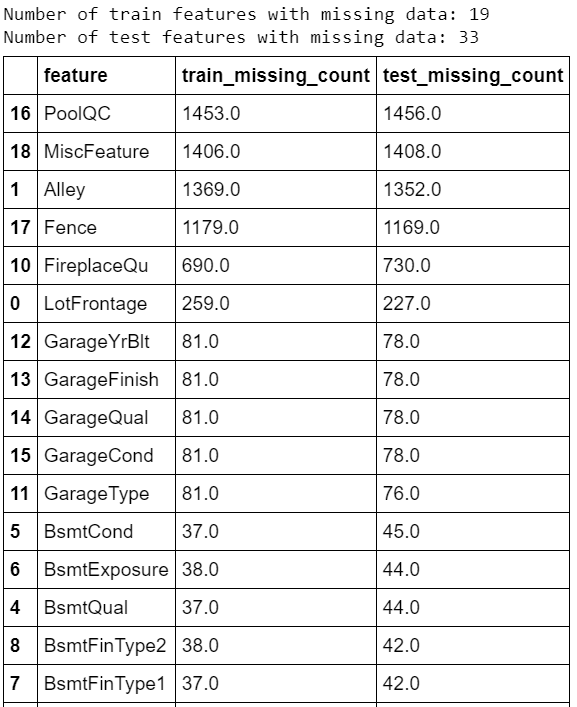 Number of train features with missing data: 19
Number of test features with missing data: 33
feature train_missing_count test_missing_count
16 PoolQC 1453.0 1456.0
18 MiscFeature 1406.0 1408.0
1 Alley 1369.0 1352.0
17 Fence 1179.0 1169.0
10 FireplaceQu 690.0 730.0
0 LotFrontage 259.0 227.0
12 GarageYrBlt 81.0 78.0
13 GarageFinish 81.0 78.0
14 GarageQual 81.0 78.0
15 GarageCond 81.0 78.0
11 GarageType 81.0 76.0
5 BsmtCond 37.0 45.0
6 BsmtExposure 38.0 44.0
4 BsmtQual 37.0 44.0
8 BsmtFinType2 38.0 42.0
7 BsmtFinType1 37.0 42.0